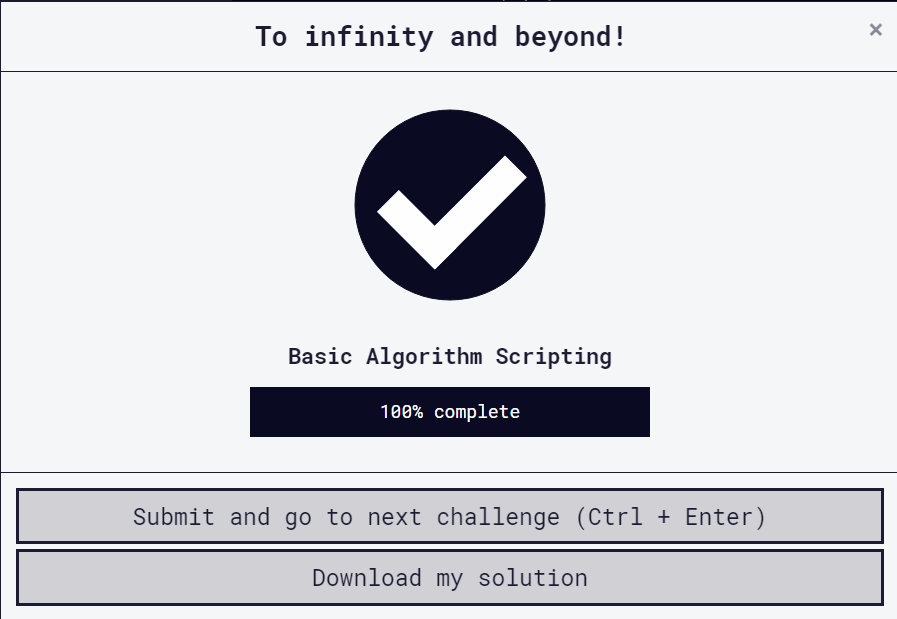 To infinity and beyond!
×
Basic Algorithm Scripting
100% complete
Submit and go to next challenge (Ctrl + Enter)
Download my solution